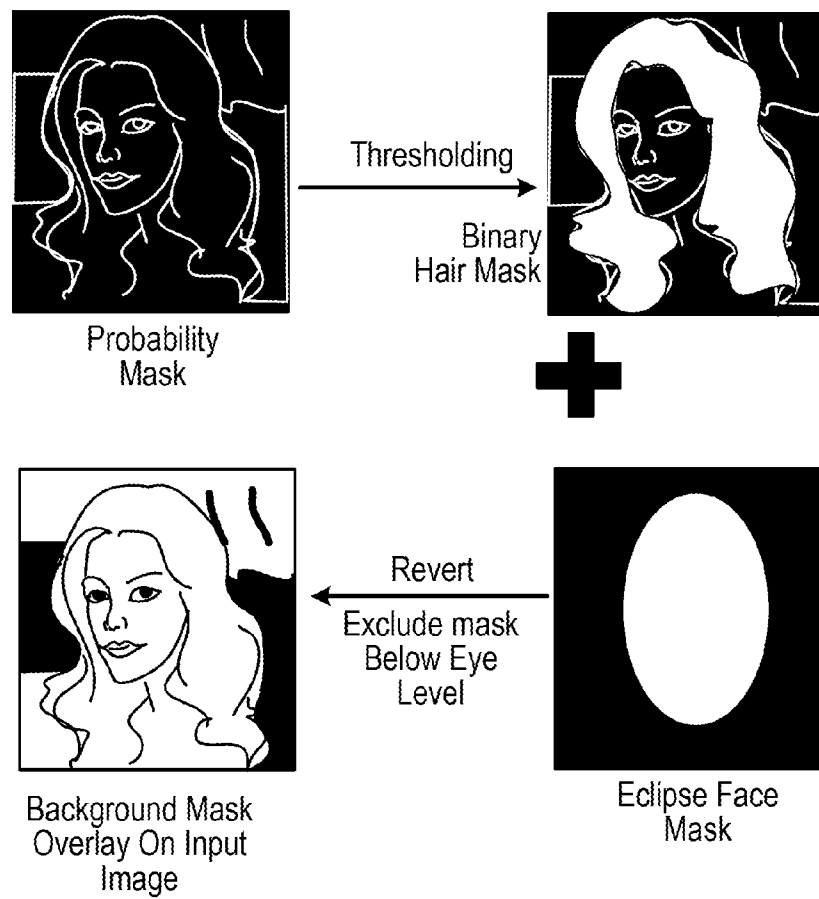 Thresholding
Binary
Hair Mask
Probability
Mask
Revert
Exclude mask
Below Eye
Level
Eclipse Face
Mask
Background Mask
Overlay On Input
Image